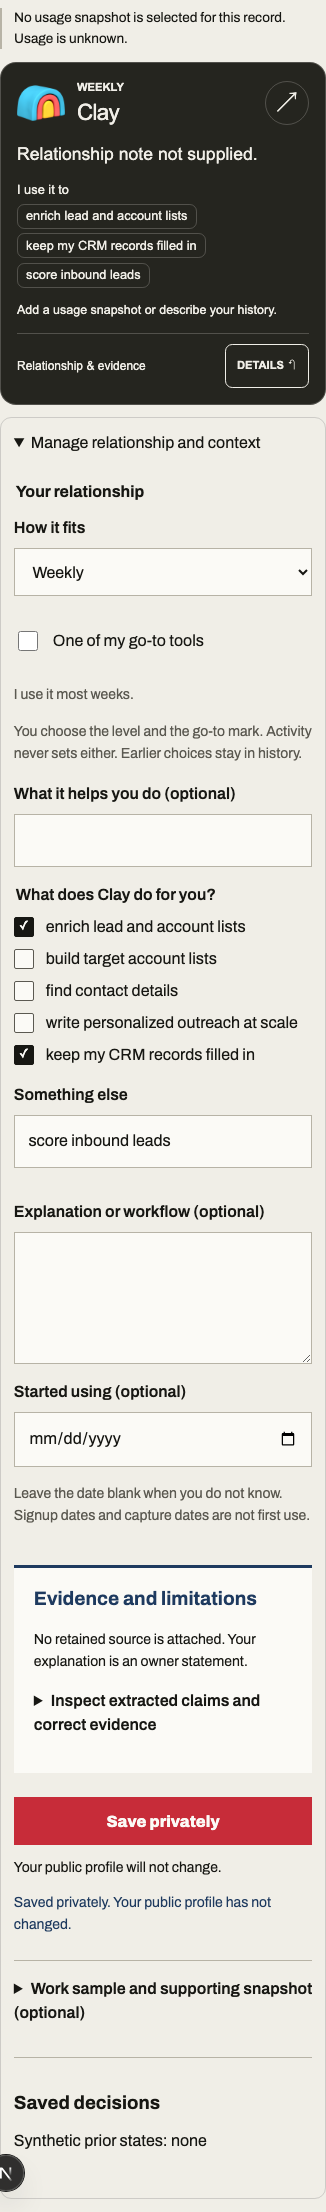 No usage snapshot is selected for this record.
Usage is unknown.
WEEKLY
Clay
Relationship note not supplied.
I use it to
enrich lead and account lists
keep my CRM records filled in
score inbound leads
Add a usage snapshot or describe your history.
Relationship & evidence
DETAILS
Manage relationship and context
Your relationship
How it fits
Weekly
One of my go-to tools
I use it most weeks.
You choose the level and the go-to mark. Activity
never sets either. Earlier choices stay in history.
What it helps you do (optional)
What does Clay do for you?
enrich lead and account lists
build target account lists
find contact details
write personalized outreach at scale
keep my CRM records filled in
Something else
score inbound leads
Explanation or workflow (optional)
Started using (optional)
mm/dd/yyyy
Leave the date blank when you do not know.
Signup dates and capture dates are not first use.
Evidence and limitations
No retained source is attached. Your
explanation is an owner statement.
Inspect extracted claims and
correct evidence
Save privately
Your public profile will not change.
Saved privately. Your public profile has not
changed.
Work sample and supporting snapshot
(optional)
Saved decisions
Synthetic prior states: none
N